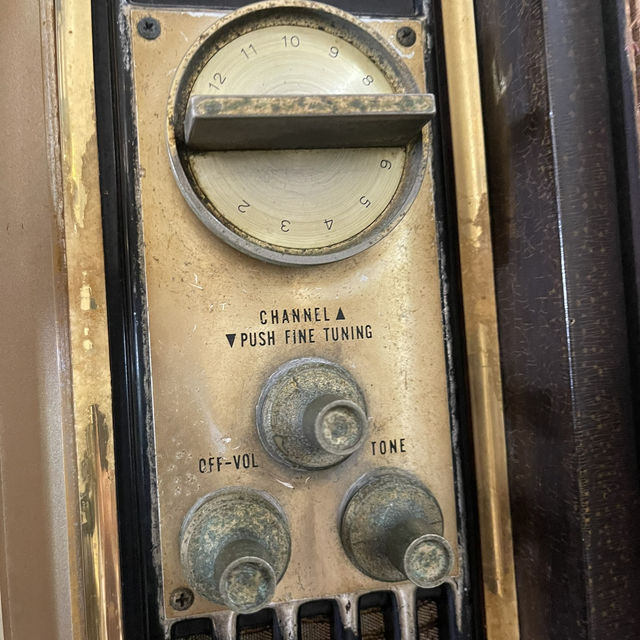 12 11 10 9 8
6
2 3 4 5
CHANNEL▲
▼PUSH FINE TUNING
OFF-VOL TONE